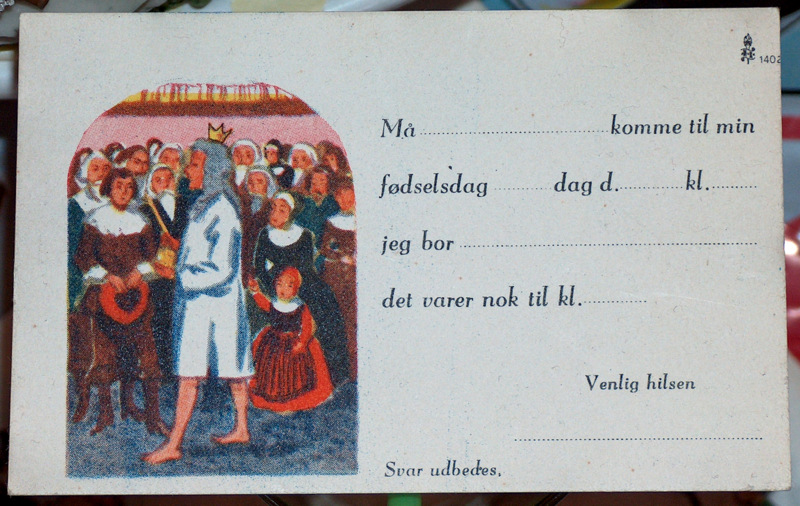 1402
Må ........................ komme til min
fødselsdag ........... dag d. ........... kl. ..........
jeg bor ........................................
det varer nok til kl. .............
Venlig hilsen
........................................
Svar udbedes.